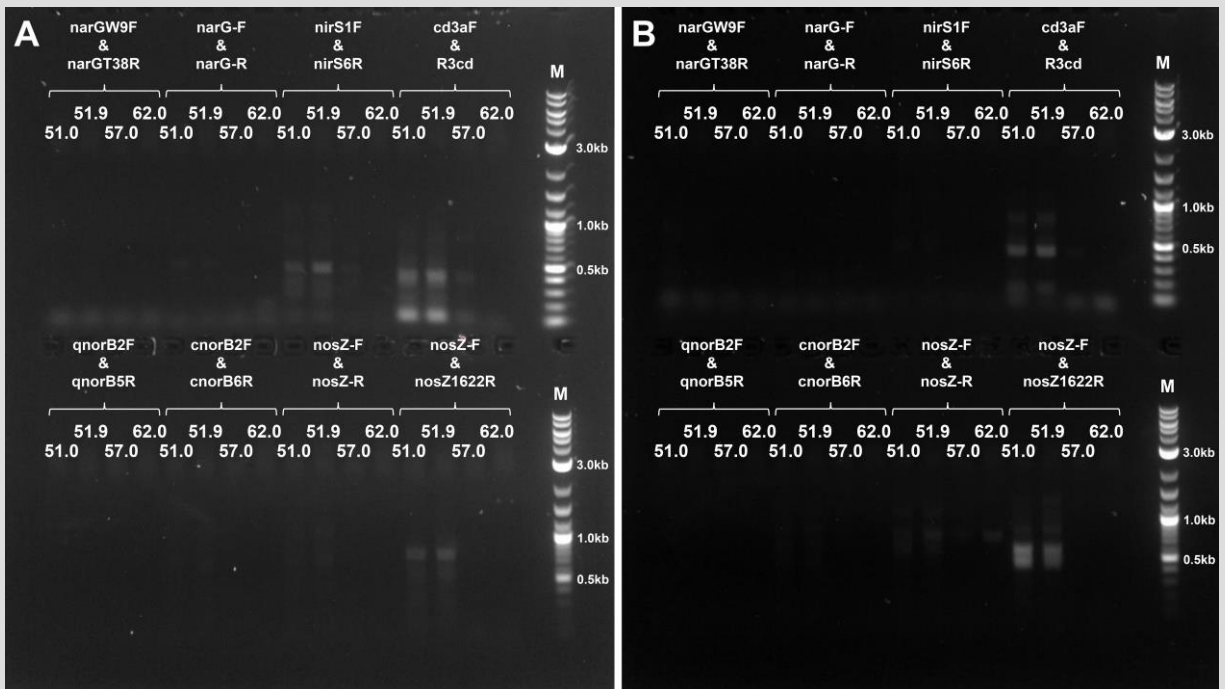 A
narGW9F
&
narGT38R
narG-F
&
narG-R
nirS1F
&
nirS6R
cd3aF
&
R3cd
M
51.9 62.0 51.9 62.0 51.9 62.0 51.9 62.0
51.0 57.0 51.0 57.0 51.0 57.0 51.0 57.0
3.0kb
1.0kb
0.5kb
qnorB2F
&
qnorB5R
cnorB2F
&
cnorB6R
nosZ-F
&
nosZ-R
nosZ-F
&
nosZ1622R
M
51.9 62.0 51.9 62.0 51.9 62.0 51.9 62.0
51.0 57.0 51.0 57.0 51.0 57.0 51.0 57.0
3.0kb
1.0kb
0.5kb
B
narGW9F
&
narGT38R
narG-F
&
narG-R
nirS1F
&
nirS6R
cd3aF
&
R3cd
M
51.9 62.0 51.9 62.0 51.9 62.0 51.9 62.0
51.0 57.0 51.0 57.0 51.0 57.0 51.0 57.0
3.0kb
1.0kb
0.5kb
qnorB2F
&
qnorB5R
cnorB2F
&
cnorB6R
nosZ-F
&
nosZ-R
nosZ-F
&
nosZ1622R
M
51.9 62.0 51.9 62.0 51.9 62.0 51.9 62.0
51.0 57.0 51.0 57.0 51.0 57.0 51.0 57.0
3.0kb
1.0kb
0.5kb